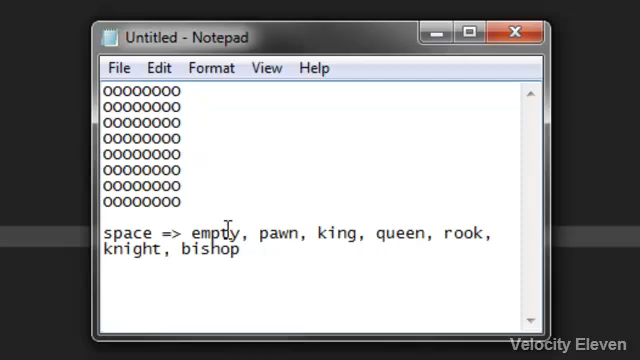 Untitled - Notepad
File Edit Format View Help
OOOOOOOO
OOOOOOOO
OOOOOOOO
OOOOOOOO
OOOOOOOO
OOOOOOOO
OOOOOOOO
OOOOOOOO
space => empty, pawn, king, queen, rook,
knight, bishop
Velocity Eleven